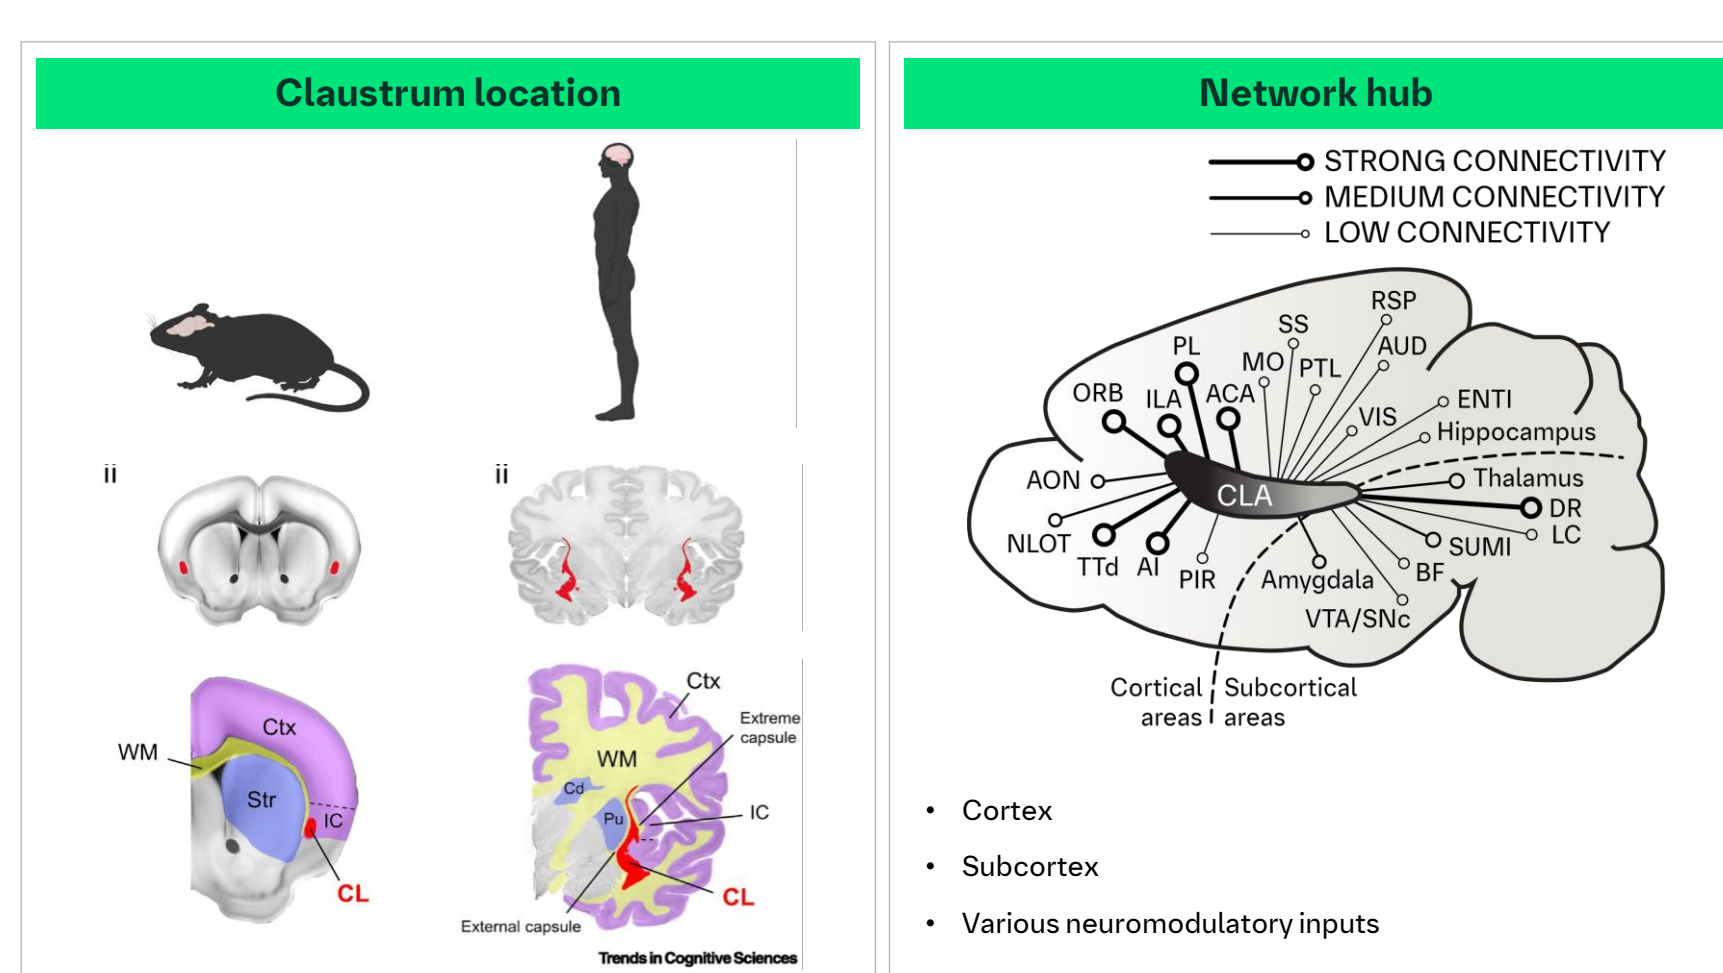 Claustrum location
ii
ii
Ctx
WM
Str
IC
CL
Ctx
Extreme
capsule
WM
Cd
Pu
IC
CL
External capsule
Trends in Cognitive Sciences
Network hub
STRONG CONNECTIVITY
MEDIUM CONNECTIVITY
LOW CONNECTIVITY
RSP
SS
PL
MO
PTL
AUD
ORB
ILA
ACA
VIS
ENTI
Hippocampus
AON
CLA
Thalamus
DR
NLOT
TTd
AI
PIR
Amygdala
SUMI
LC
BF
VTA/SNc
Cortical
areas
Subcortical
areas
• Cortex
• Subcortex
• Various neuromodulatory inputs